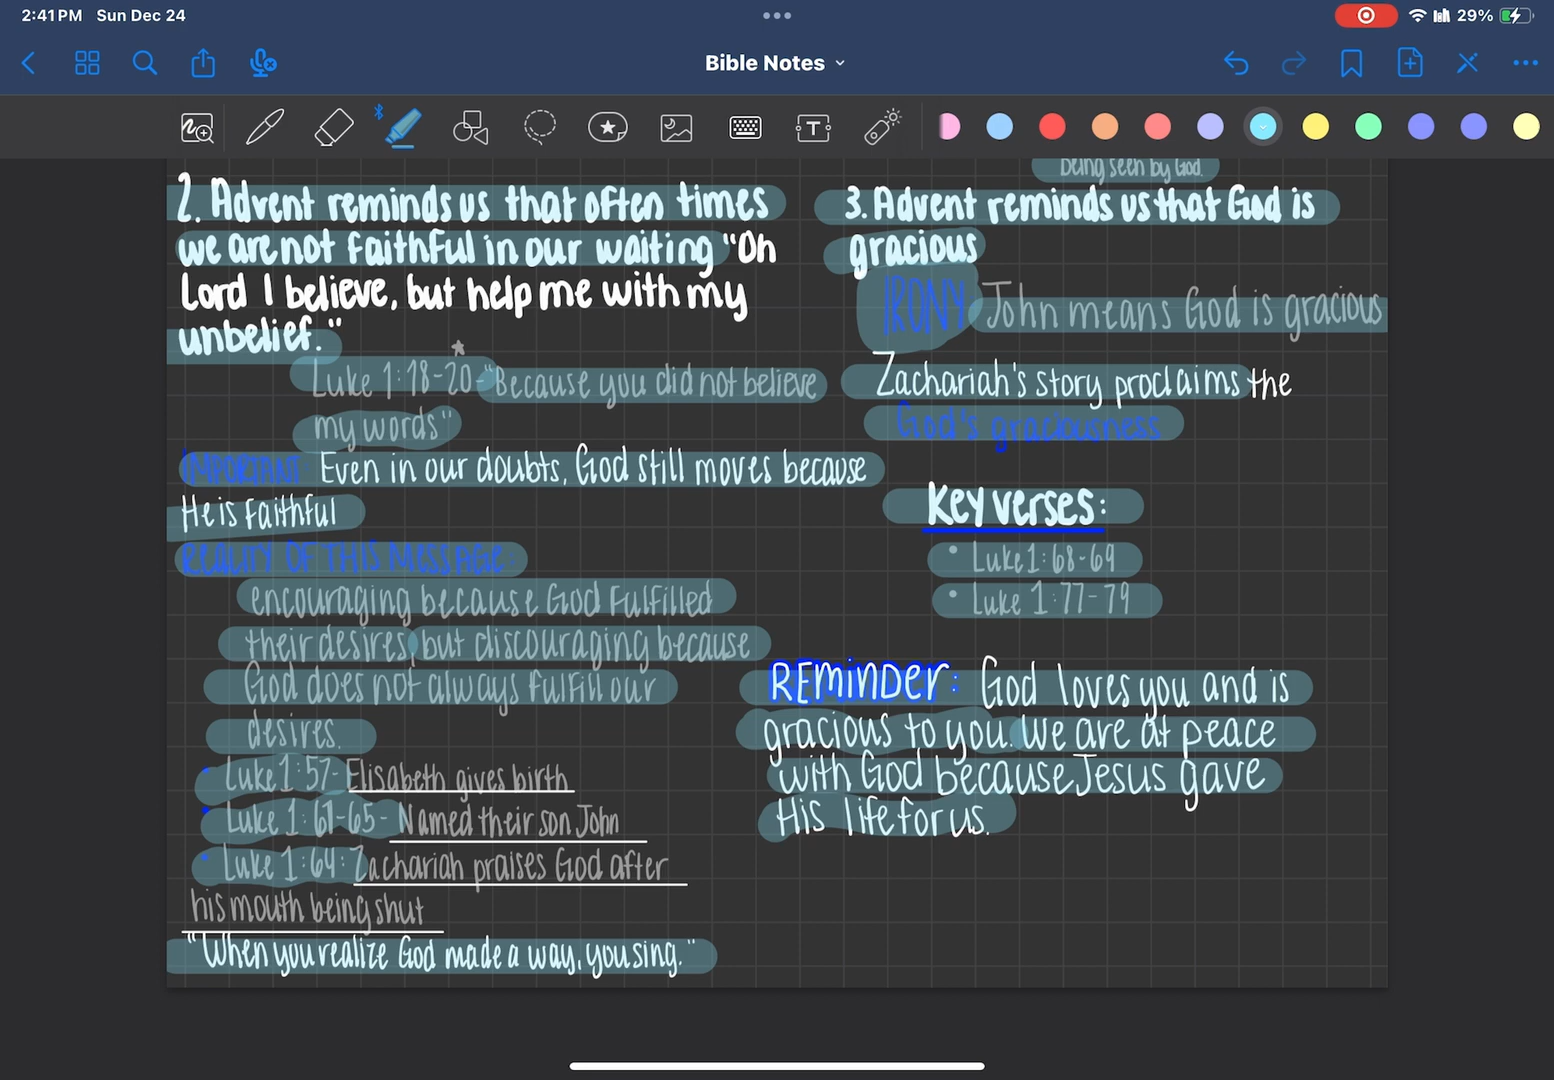 2:41 PM Sun Dec 24
29%
Bible Notes
being seen by God.
2. Advent reminds us that often times
we are not faithful in our waiting "Oh
Lord I believe, but help me with my
unbelief."
Luke 1:18-20-"Because you did not believe
my words"
IMPORTANT: Even in our doubts, God still moves because
He is faithful
REALITY OF THIS MESSAGE:
encouraging because God fulfilled
their desires, but discouraging because
God does not always fulfill our
desires.
Luke 1:57- Elisabeth gives birth
Luke 1:61-65- Named their son John
Luke 1:64: Zachariah praises God after
his mouth being shut
"When you realize God made a way, you sing."
3. Advent reminds us that God is
gracious
IRONY John means God is gracious
Zachariah's story proclaims the
God's graciousness
Key verses:
• Luke 1:68-69
• Luke 1:77-79
REMINDER: God loves you and is
gracious to you. We are at peace
with God because Jesus gave
His life for us.